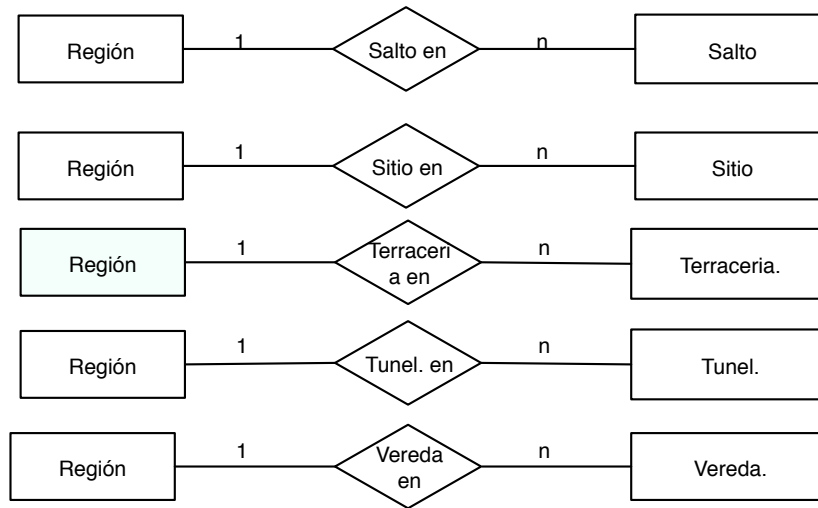 Región 1 Salto en n Salto
Región 1 Sitio en n Sitio
Región 1 Terraceri n Terraceria.
a en
Región 1 Tunel. en n Tunel.
Región 1 Vereda n Vereda.
en